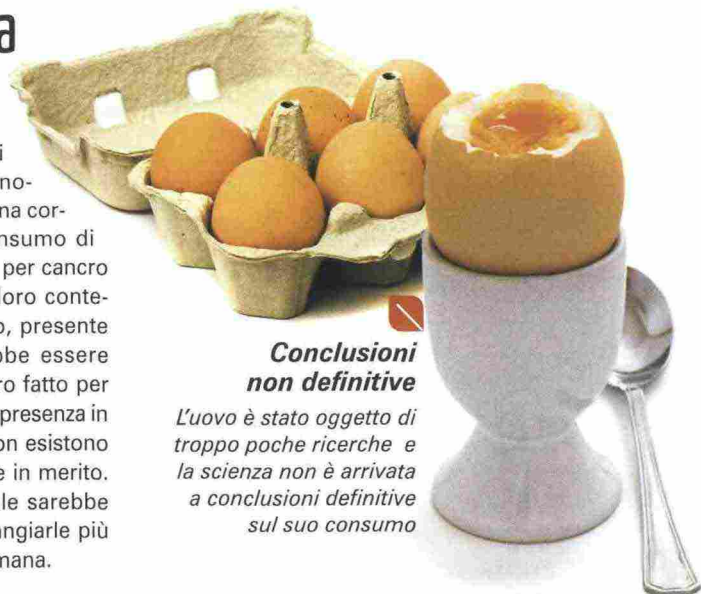 a
i
no-
na cor-
nsumo di
per cancro
loro conte-
o, presente
bbe essere
ro fatto per
presenza in
on esistono
e in merito.
le sarebbe
angiarle più
mana.
Conclusioni
non definitive
L'uovo è stato oggetto di
troppo poche ricerche e
la scienza non è arrivata
a conclusioni definitive
sul suo consumo